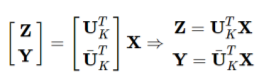 [Z; Y] = [U_K^T; Ū_K^T] X ⇒ Z = U_K^T X
Y = Ū_K^T X